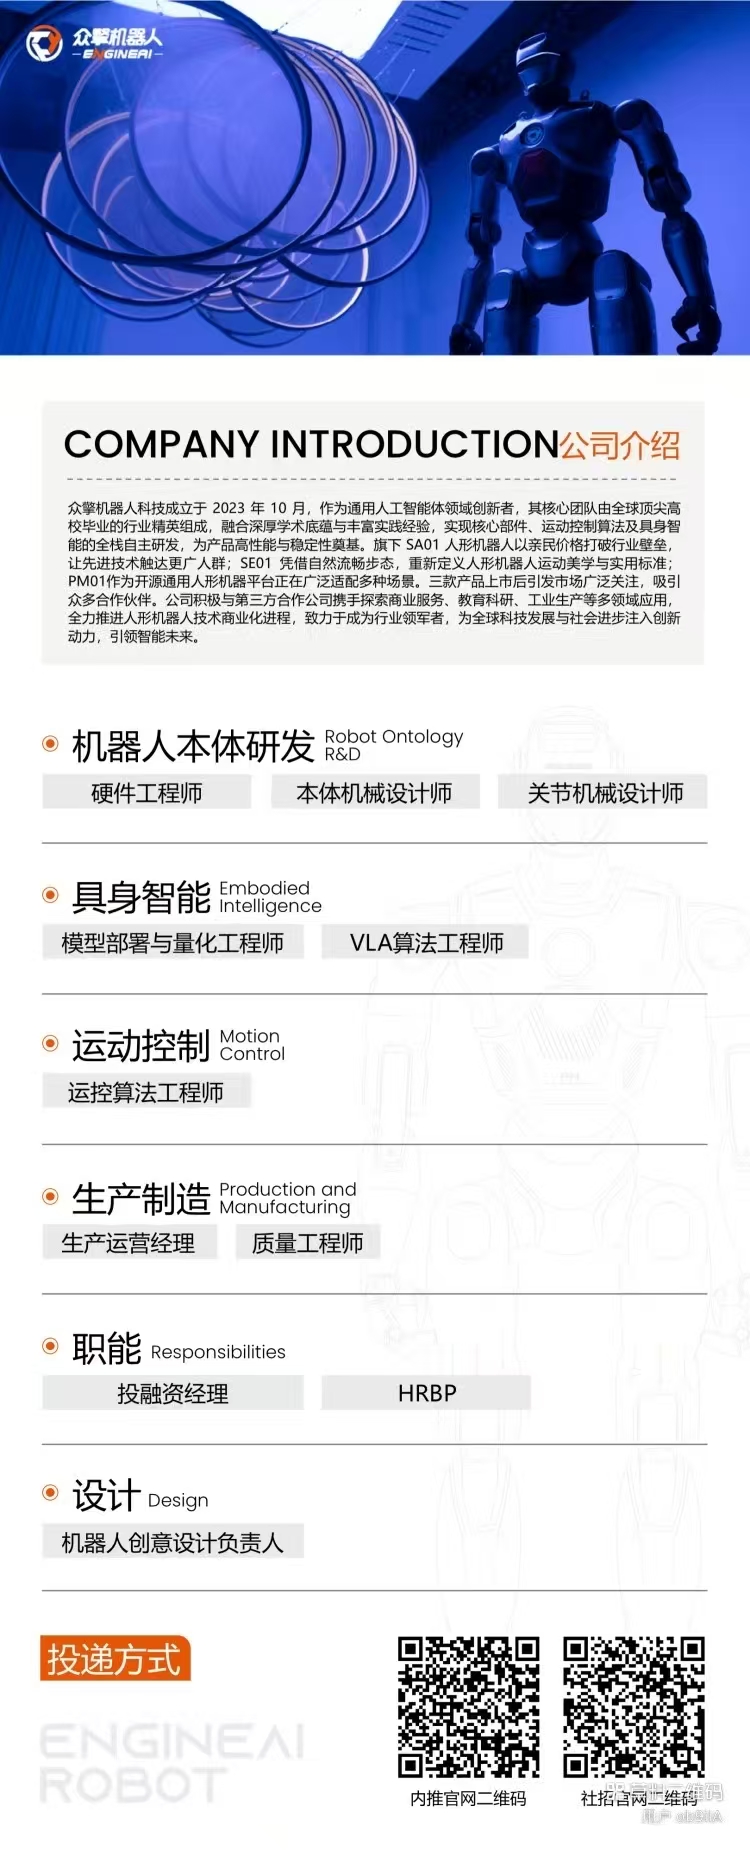 众擎机器人
ENGINEAI
COMPANY INTRODUCTION公司介绍
众擎机器人科技成立于 2023 年 10 月，作为通用人工智能体领域创新者，其核心团队由全球顶尖高
校毕业的行业精英组成，融合深厚学术底蕴与丰富实践经验，实现核心部件、运动控制算法及具身智
能的全栈自主研发，为产品高性能与稳定性奠基。旗下 SA01 人形机器人以亲民价格打破行业壁垒，
让先进技术触达更广人群；SE01 凭借自然流畅步态，重新定义人形机器人运动美学与实用标准；
PM01作为开源通用人形机器平台正在广泛适配多种场景。三款产品上市后引发市场广泛关注，吸引
众多合作伙伴。公司积极与第三方合作公司携手探索商业服务、教育科研、工业生产等多领域应用，
全力推进人形机器人技术商业化进程，致力于成为行业领军者，为全球科技发展与社会进步注入创新
动力，引领智能未来。
机器人本体研发 Robot Ontology
R&D
硬件工程师 本体机械设计师 关节机械设计师
具身智能 Embodied
Intelligence
模型部署与量化工程师 VLA算法工程师
运动控制 Motion
Control
运控算法工程师
生产制造 Production and
Manufacturing
生产运营经理 质量工程师
职能 Responsibilities
投融资经理 HRBP
设计 Design
机器人创意设计负责人
投递方式
ENGINEAI
ROBOT
内推官网二维码 社招官网二维码